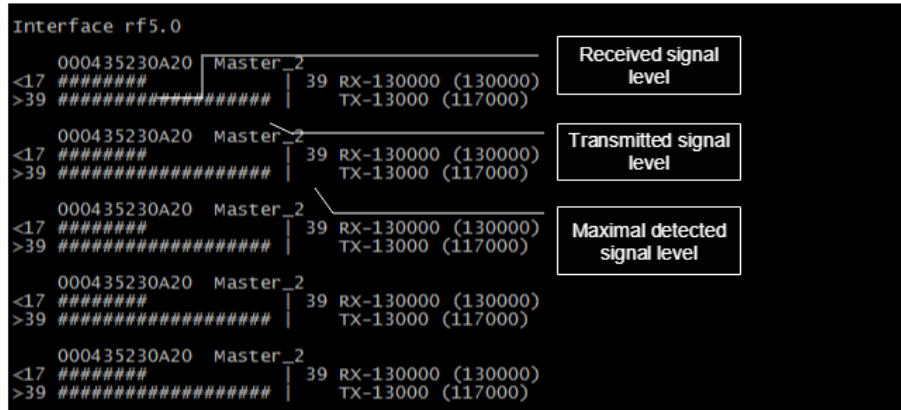 Interface rf5.0
000435230A20 Master_2
<17 ######## | 39 RX-130000 (130000)
>39 ################### | TX-13000 (117000)
000435230A20 Master_2
<17 ######## | 39 RX-130000 (130000)
>39 ################### | TX-13000 (117000)
000435230A20 Master_2
<17 ######## | 39 RX-130000 (130000)
>39 ################### | TX-13000 (117000)
000435230A20 Master_2
<17 ######## | 39 RX-130000 (130000)
>39 ################### | TX-13000 (117000)
000435230A20 Master_2
<17 ######## | 39 RX-130000 (130000)
>39 ################### | TX-13000 (117000)
Received signal
level
Transmitted signal
level
Maximal detected
signal level